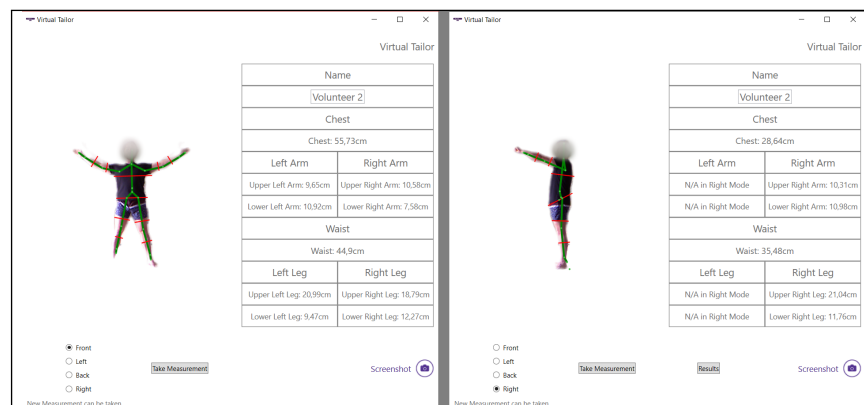 Virtual Tailor
Virtual Tailor
Name
Volunteer 2
Chest
Chest: 55,73cm
Left Arm Right Arm
Upper Left Arm: 9,65cm Upper Right Arm: 10,58cm
Lower Left Arm: 10,92cm Lower Right Arm: 7,58cm
Waist
Waist: 44,9cm
Left Leg Right Leg
Upper Left Leg: 20,99cm Upper Right Leg: 18,79cm
Lower Left Leg: 9,47cm Lower Right Leg: 12,27cm
Front
Left
Back
Right
Take Measurement
Screenshot
New Measurement can be taken
Virtual Tailor
Virtual Tailor
Name
Volunteer 2
Chest
Chest: 28,64cm
Left Arm Right Arm
N/A in Right Mode Upper Right Arm: 10,31cm
N/A in Right Mode Lower Right Arm: 10,98cm
Waist
Waist: 35,48cm
Left Leg Right Leg
N/A in Right Mode Upper Right Leg: 21,04cm
N/A in Right Mode Lower Right Leg: 11,76cm
Front
Left
Back
Right
Take Measurement
Results
Screenshot
New Measurement can be taken